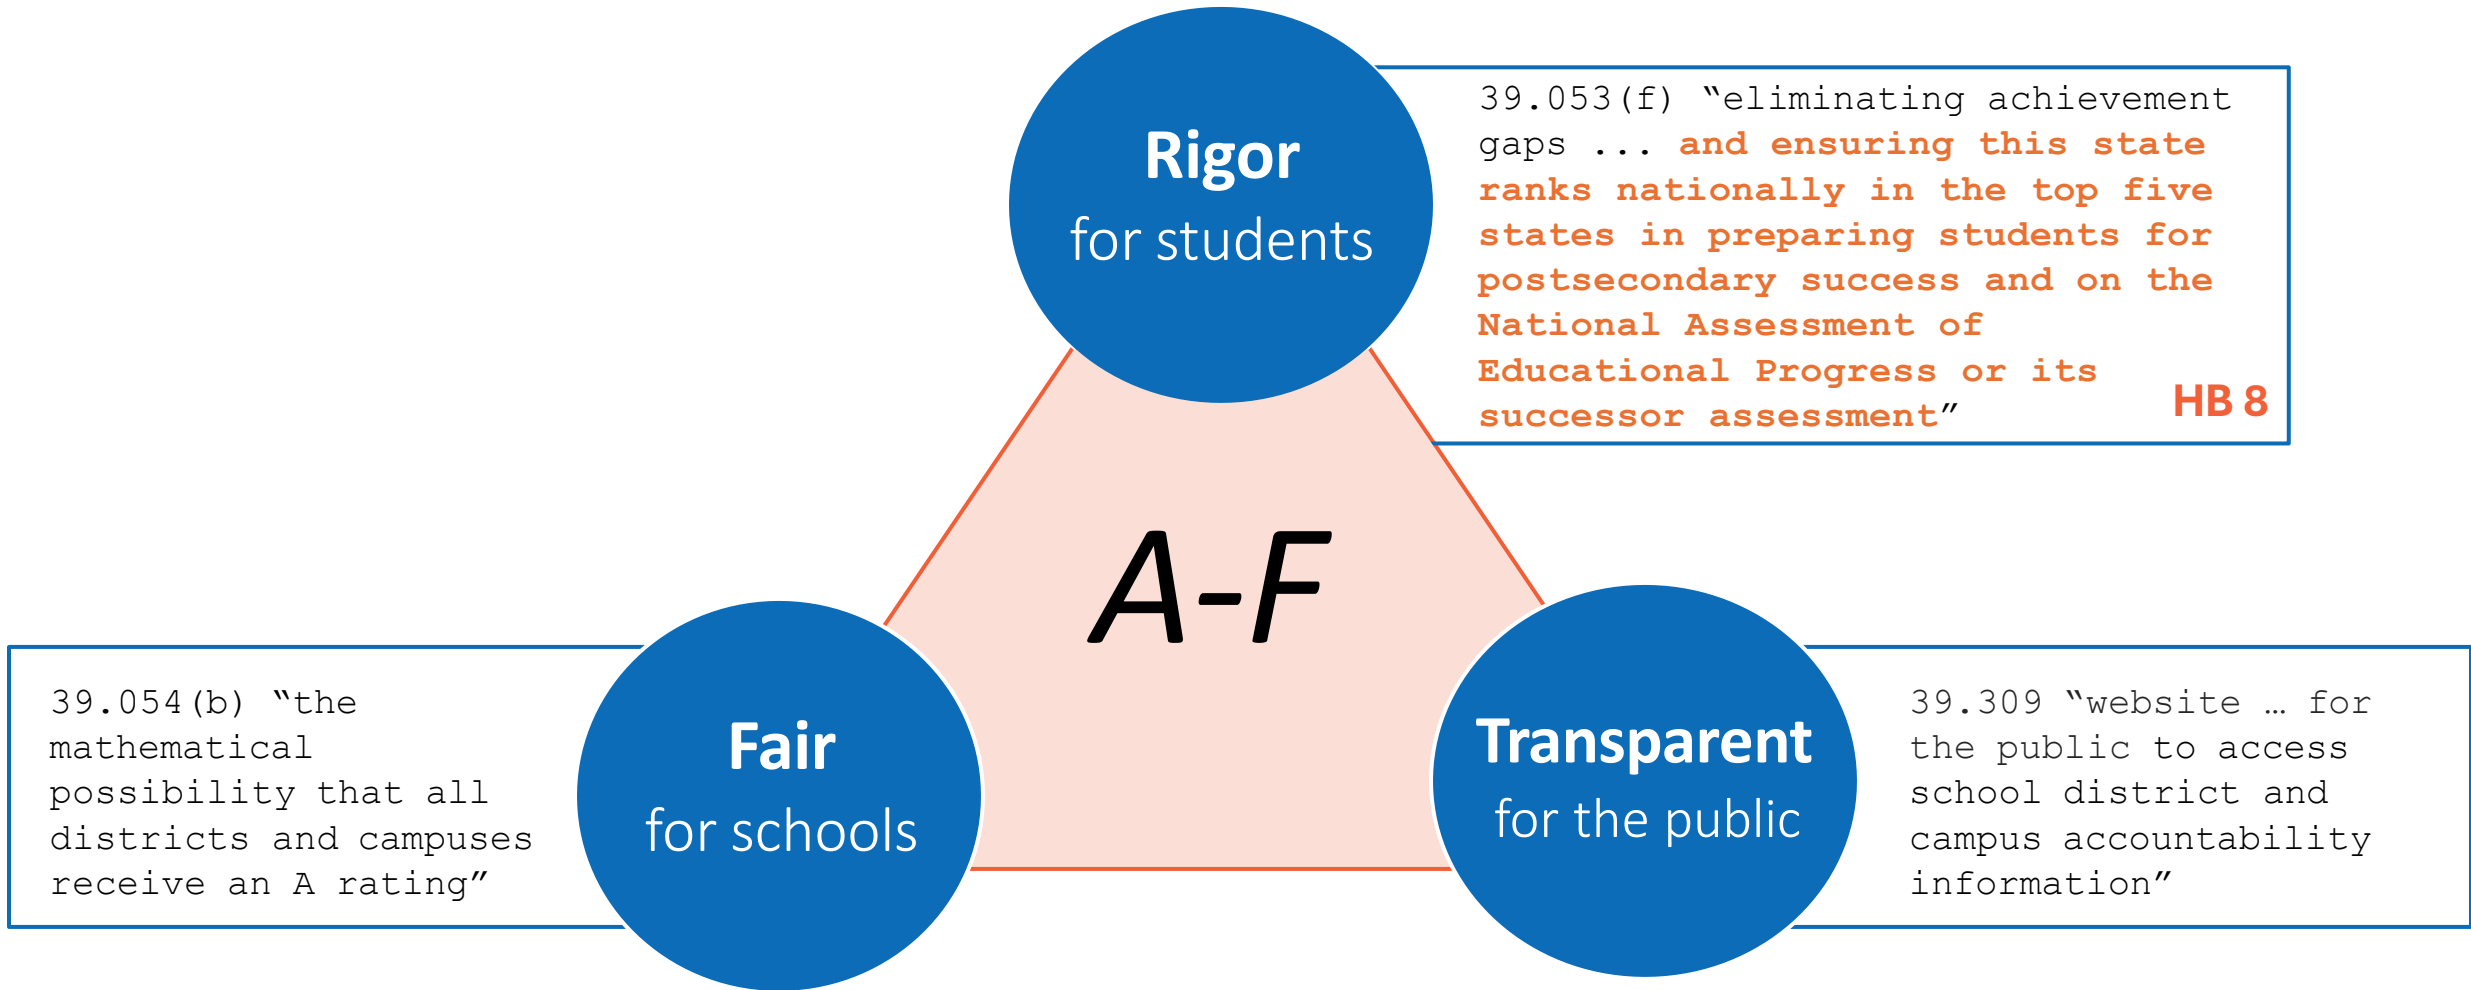 Rigor
for students
39.053(f) “eliminating achievement
gaps ... and ensuring this state
ranks nationally in the top five
states in preparing students for
postsecondary success and on the
National Assessment of
Educational Progress or its
successor assessment”
HB 8
A-F
39.054(b) “the
mathematical
possibility that all
districts and campuses
receive an A rating”
Fair
for schools
Transparent
for the public
39.309 “website … for
the public to access
school district and
campus accountability
information”